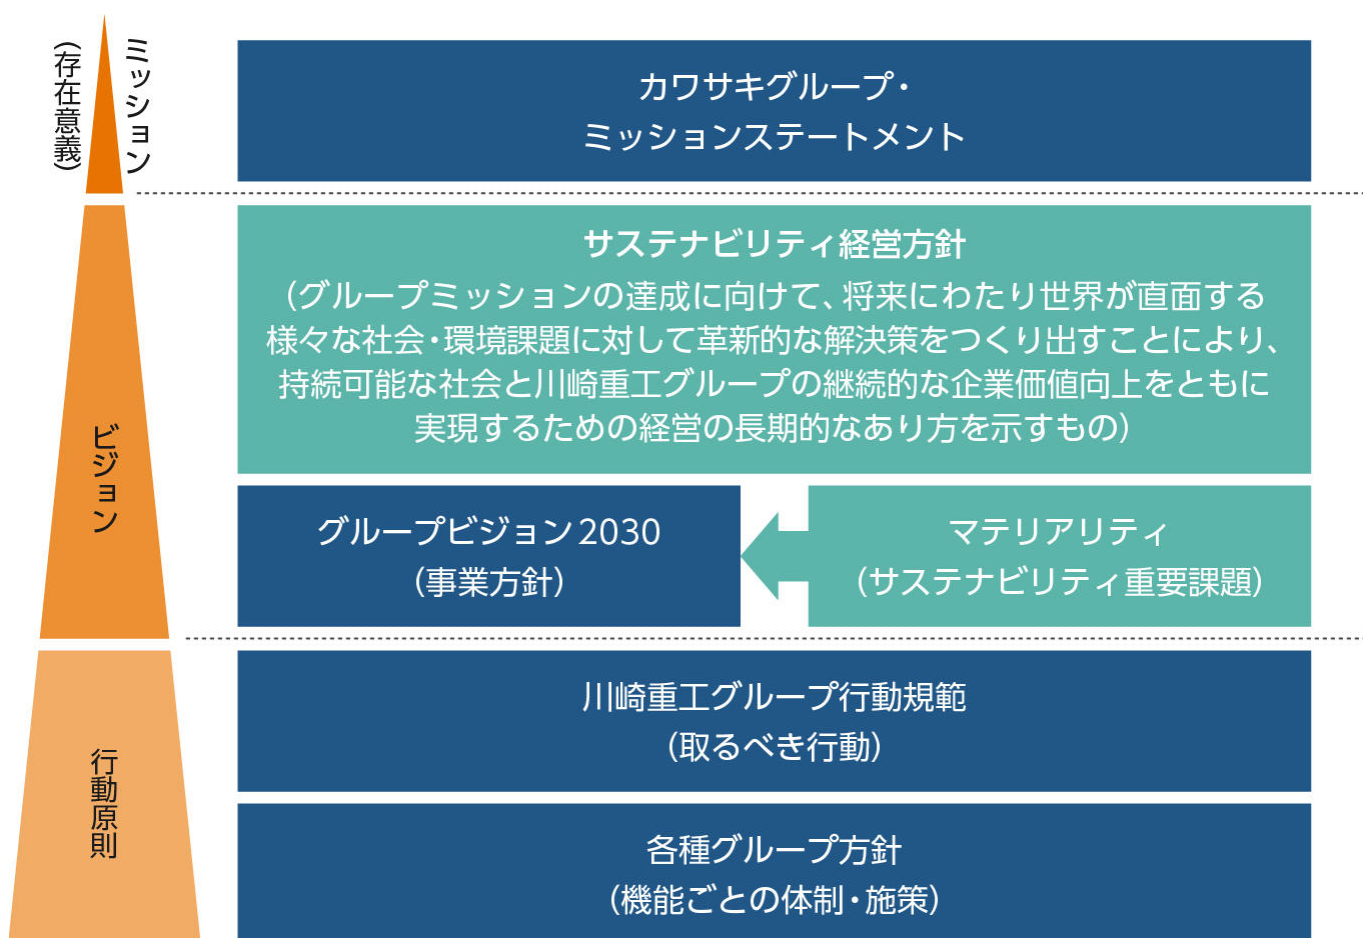 ミッション
（存在意義）
カワサキグループ・
ミッションステートメント
ビジョン
サステナビリティ経営方針
（グループミッションの達成に向けて、将来にわたり世界が直面する
様々な社会・環境課題に対して革新的な解決策をつくり出すことにより、
持続可能な社会と川崎重工グループの継続的な企業価値向上をともに
実現するための経営の長期的なあり方を示すもの）
グループビジョン2030
（事業方針）
マテリアリティ
（サステナビリティ重要課題）
行動原則
川崎重工グループ行動規範
（取るべき行動）
各種グループ方針
（機能ごとの体制・施策）